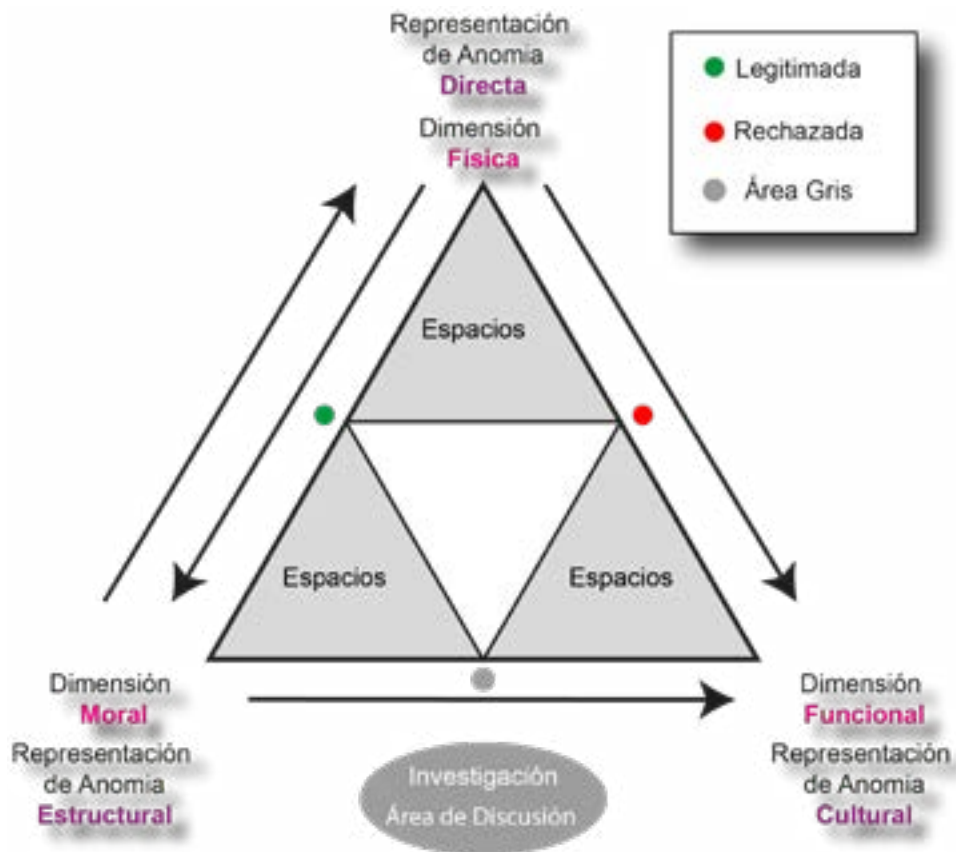 Representación
de Anomia
Directa
Dimensión
Física
Legitimada
Rechazada
Área Gris
Espacios
Espacios
Espacios
Dimensión
Moral
Representación
de Anomia
Estructural
Investigación
Área de Discusión
Dimensión
Funcional
Representación
de Anomia
Cultural